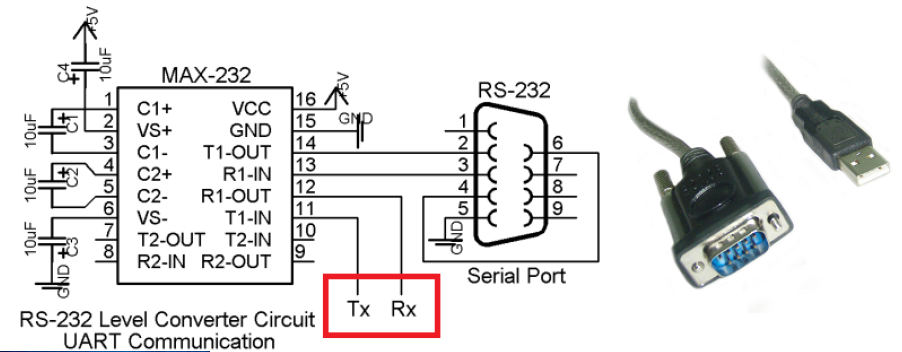 +5V
C4
10uF
MAX-232
RS-232
10uF
C1
10uF
C2
10uF
C3
GND
1 C1+ VCC 16
+5V
2 VS+ GND 15
GND
3 C1- T1-OUT 14
4 C2+ R1-IN 13
5 C2- R1-OUT 12
6 VS- T1-IN 11
7 T2-OUT T2-IN 10
8 R2-IN R2-OUT 9
1
2 6
3 7
4 8
5 9
GND
Serial Port
Tx Rx
RS-232 Level Converter Circuit
UART Communication